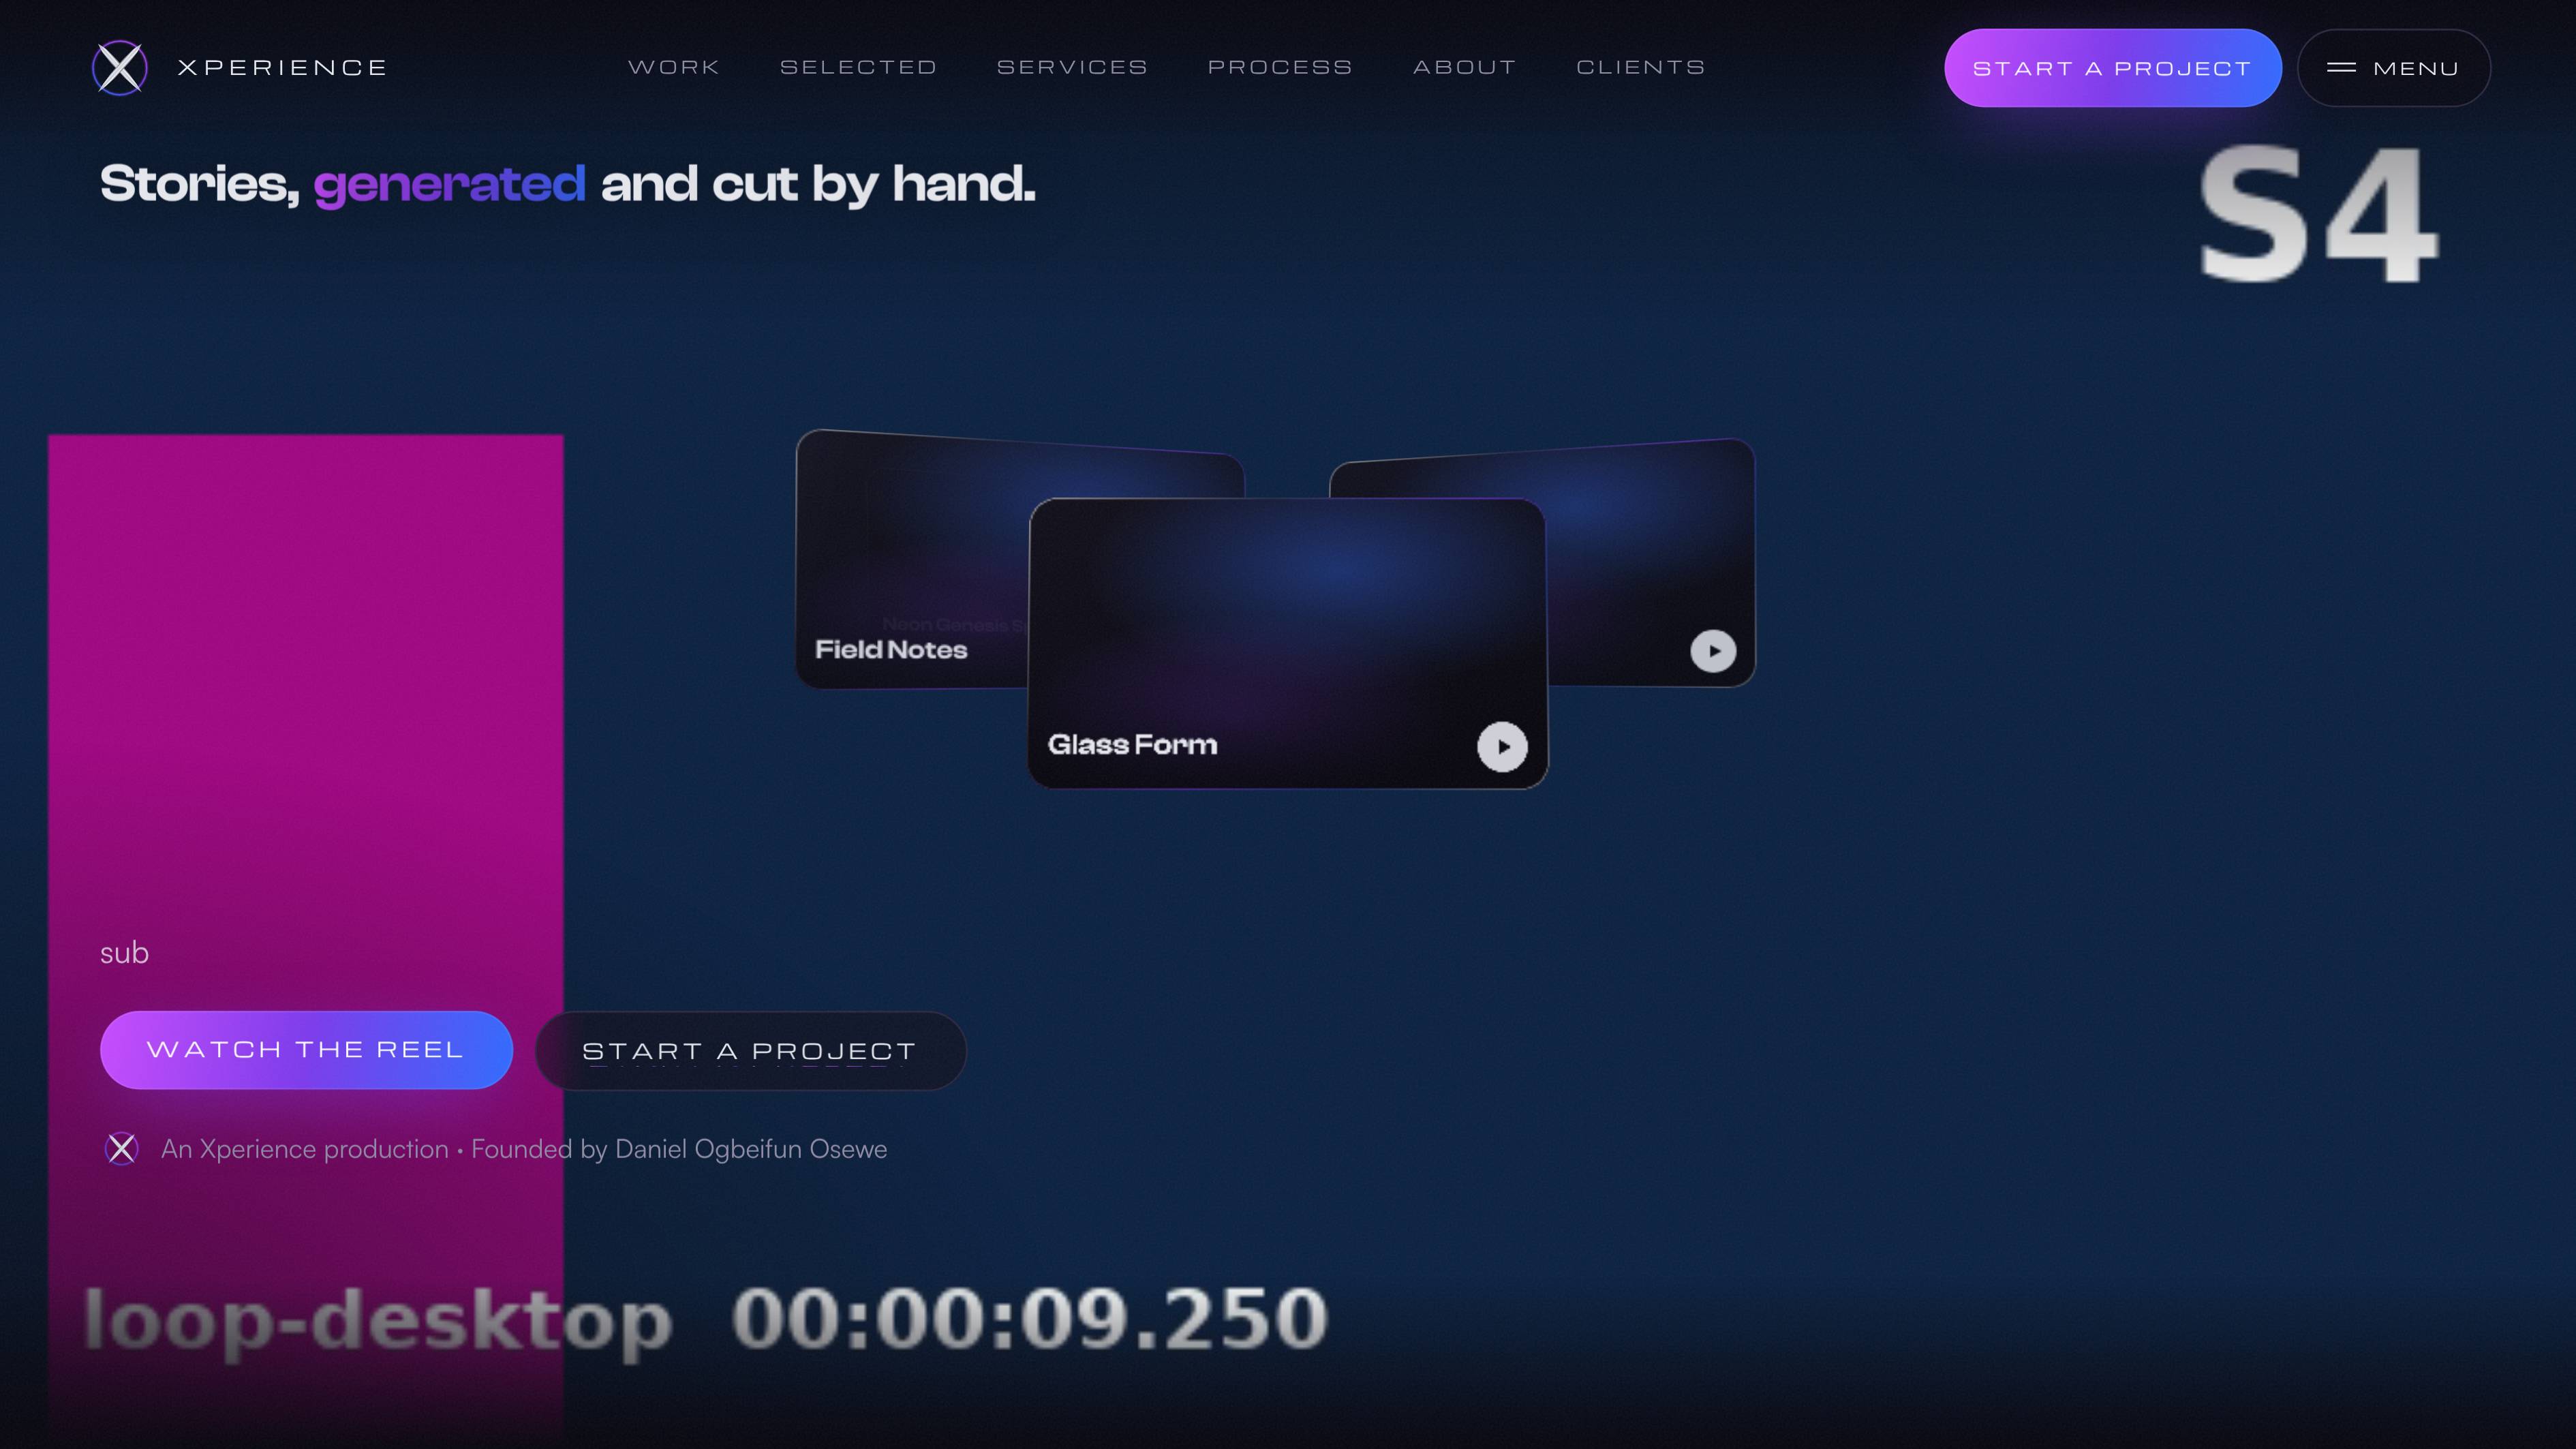 XPERIENCE
WORK SELECTED SERVICES PROCESS ABOUT CLIENTS
START A PROJECT
MENU
Stories, generated and cut by hand.
S4
Neon Genesis
Field Notes
Glass Form
sub
WATCH THE REEL
START A PROJECT
An Xperience production • Founded by Daniel Ogbeifun Osewe
loop-desktop 00:00:09.250